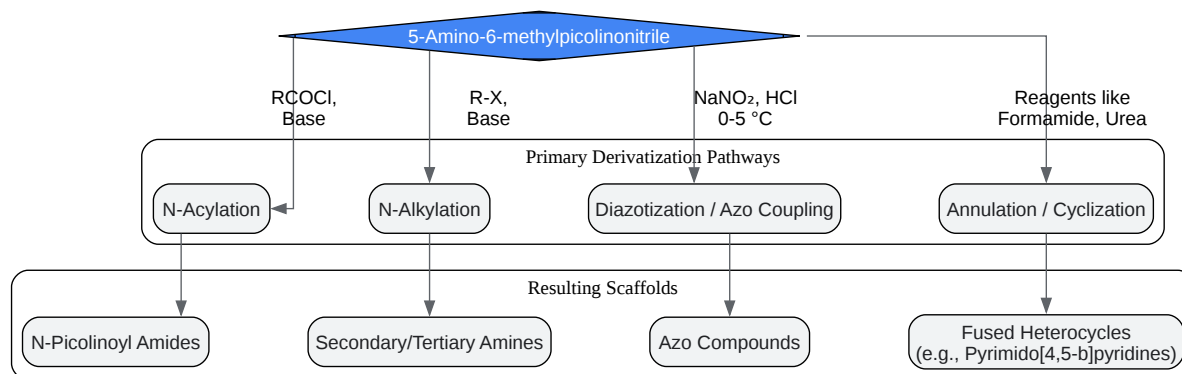 5-Amino-6-methylpicolinonitrile
RCOCl,
Base
R-X,
Base
NaNO₂, HCl
0-5 °C
Reagents like
Formamide, Urea
Primary Derivatization Pathways
N-Acylation
N-Alkylation
Diazotization / Azo Coupling
Annulation / Cyclization
Resulting Scaffolds
N-Picolinoyl Amides
Secondary/Tertiary Amines
Azo Compounds
Fused Heterocycles
(e.g., Pyrimido[4,5-b]pyridines)